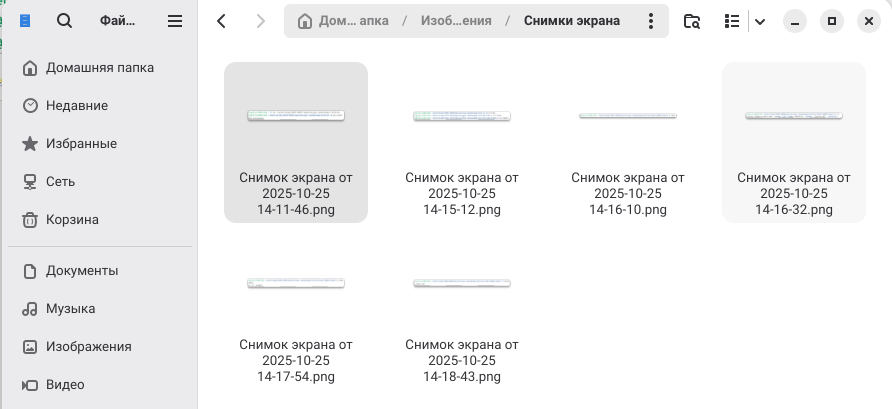 Фай…
Дом… апка / Изоб…ения / Снимки экрана
Домашняя папка
Недавние
Избранные
Сеть
Корзина
Документы
Музыка
Изображения
Видео
Снимок экрана от
2025-10-25
14-11-46.png
Снимок экрана от
2025-10-25
14-15-12.png
Снимок экрана от
2025-10-25
14-16-10.png
Снимок экрана от
2025-10-25
14-16-32.png
Снимок экрана от
2025-10-25
14-17-54.png
Снимок экрана от
2025-10-25
14-18-43.png